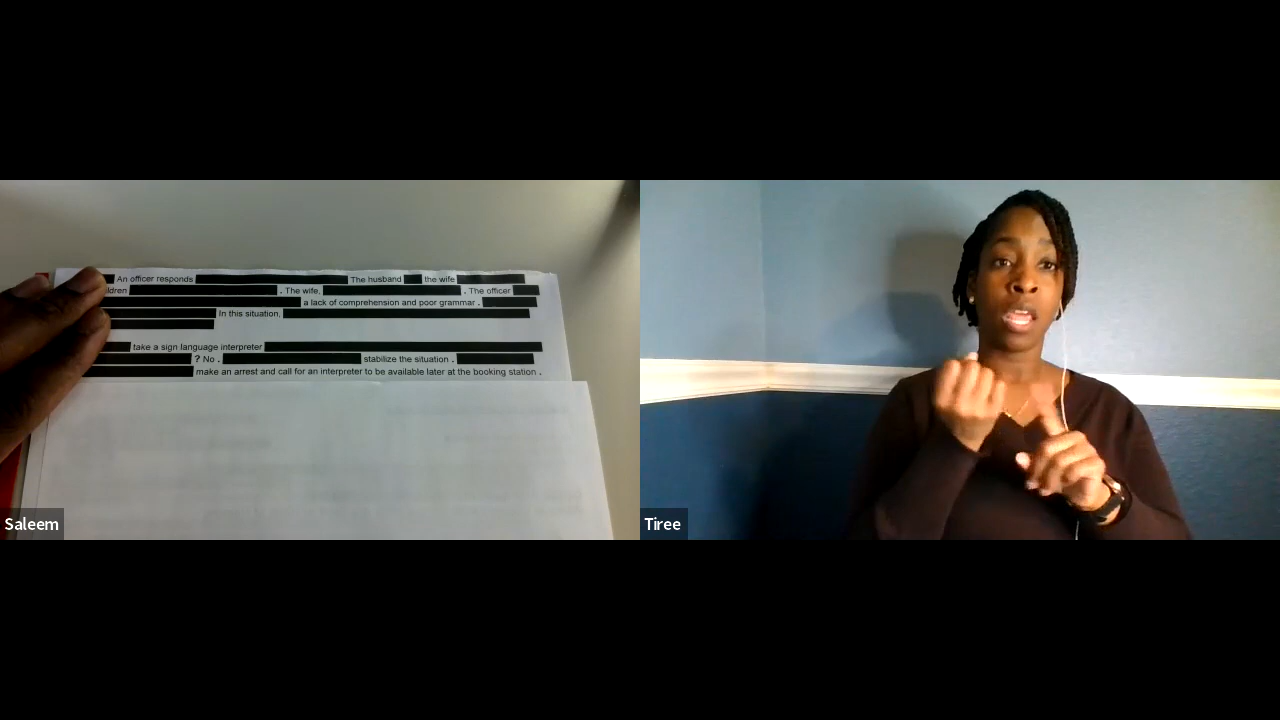 An officer responds The husband the wife
ldren . The wife, . The officer
a lack of comprehension and poor grammar .
In this situation,
take a sign language interpreter
? No . stabilize the situation .
make an arrest and call for an interpreter to be available later at the booking station .
Saleem
Tiree